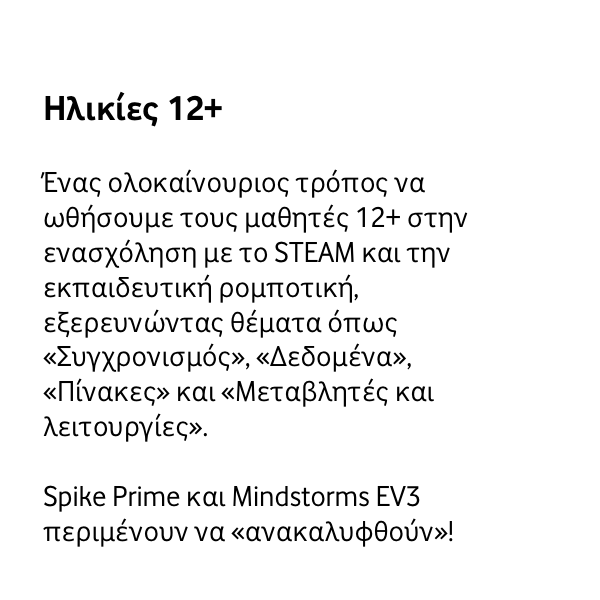 Ηλικίες 12+
Ένας ολοκαίνουριος τρόπος να
ωθήσουμε τους μαθητές 12+ στην
ενασχόληση με το STEAM και την
εκπαιδευτική ρομποτική,
εξερευνώντας θέματα όπως
«Συγχρονισμός», «Δεδομένα»,
«Πίνακες» και «Μεταβλητές και
λειτουργίες».
Spike Prime και Mindstorms EV3
περιμένουν να «ανακαλυφθούν»!